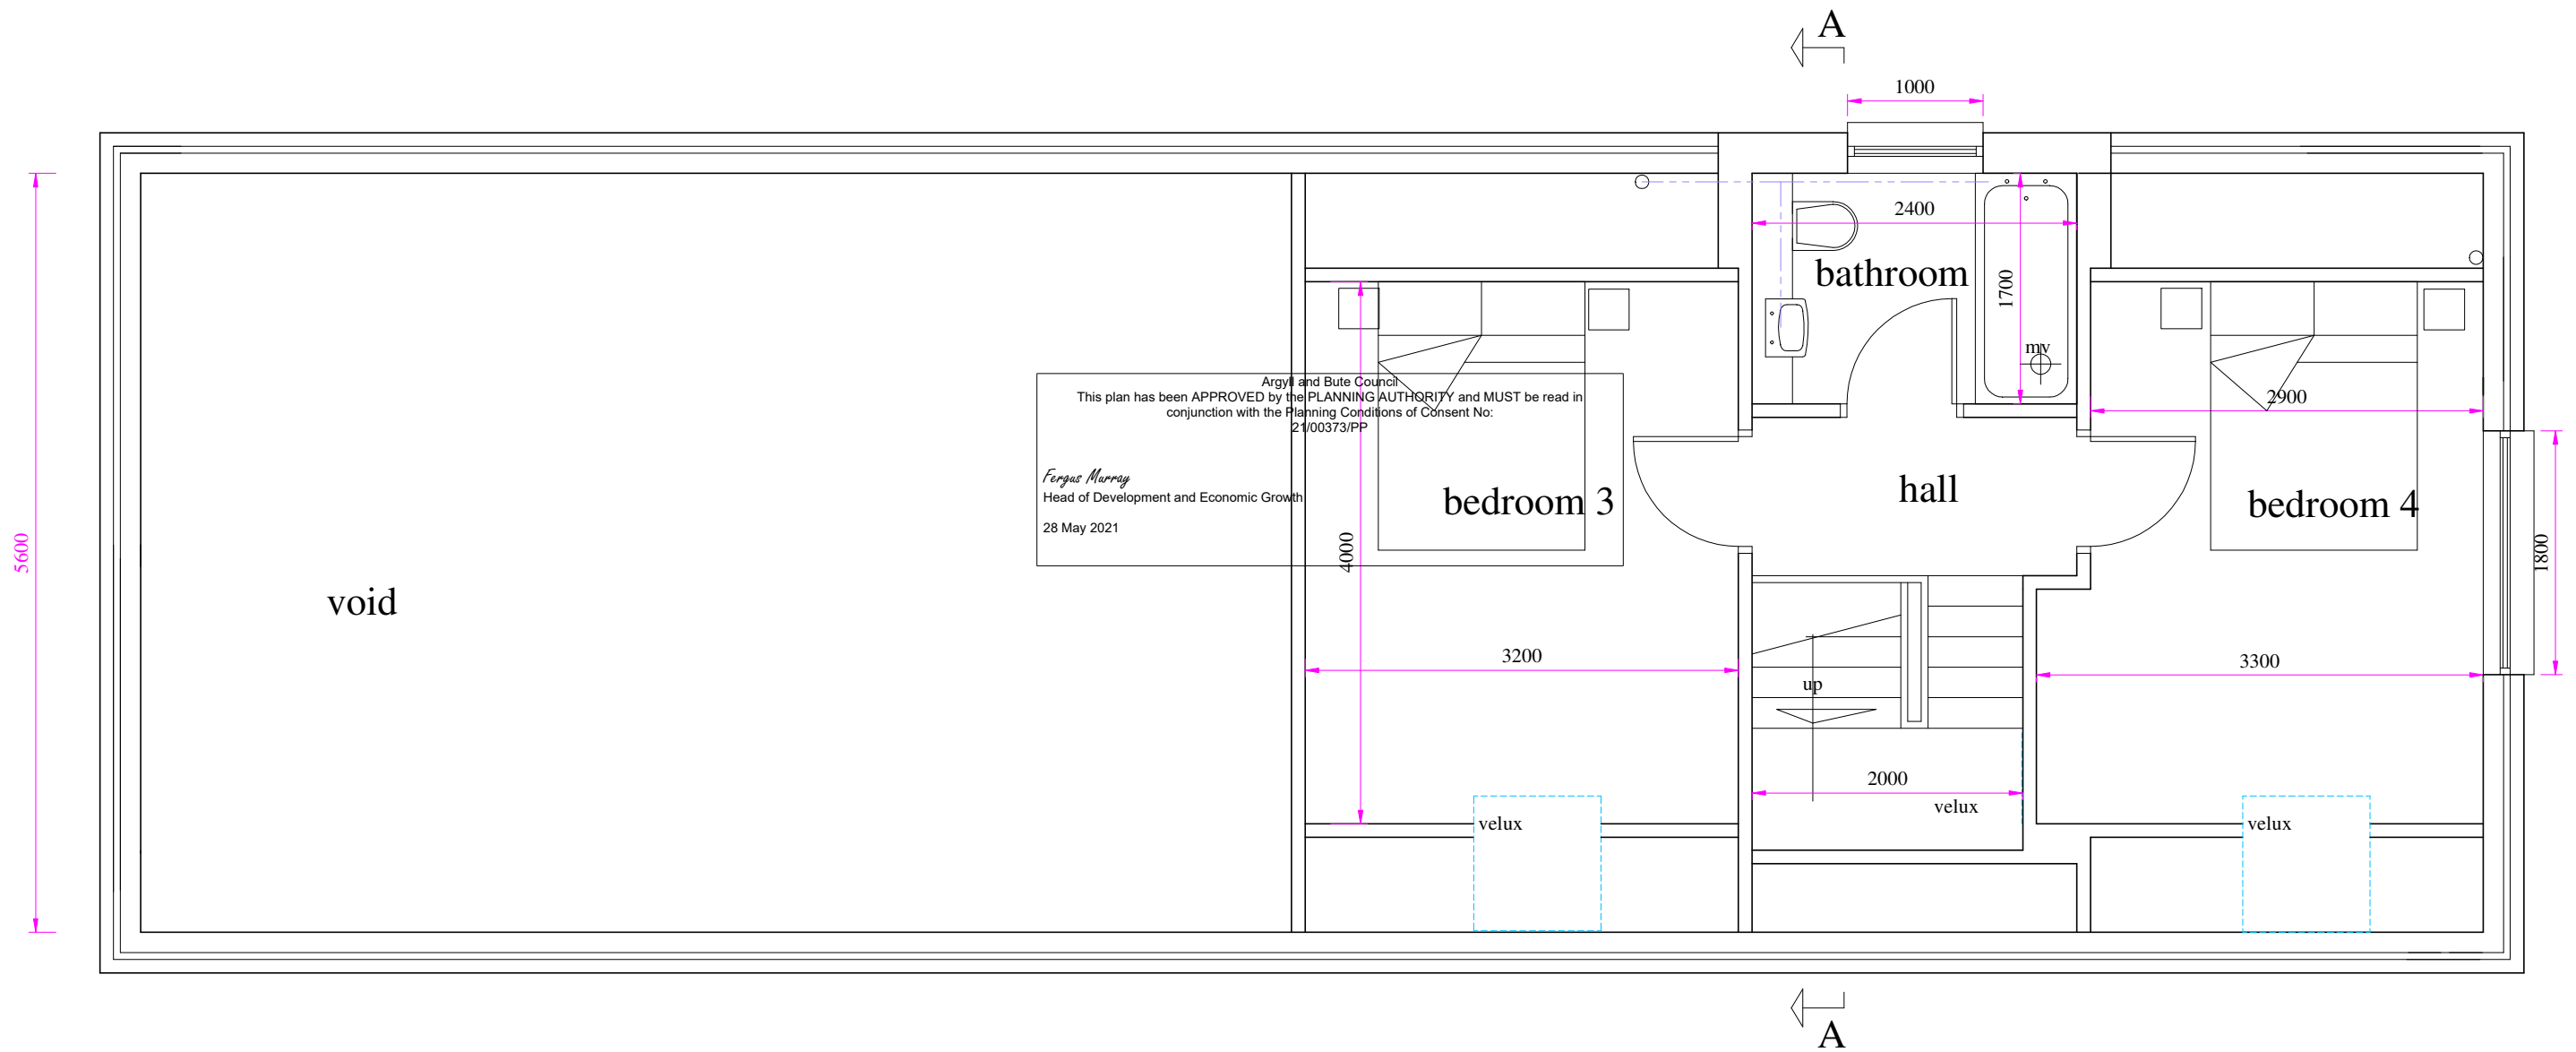 A
1000
2400
bathroom
1700
mv
2900
Argyll and Bute Council
This plan has been APPROVED by the PLANNING AUTHORITY and MUST be read in
conjunction with the Planning Conditions of Consent No:
21/00373/PP
Fergus Murray
Head of Development and Economic Growth
28 May 2021
bedroom 3
hall
bedroom 4
4000
5600
1800
void
3200
3300
up
2000
velux
velux
velux
A